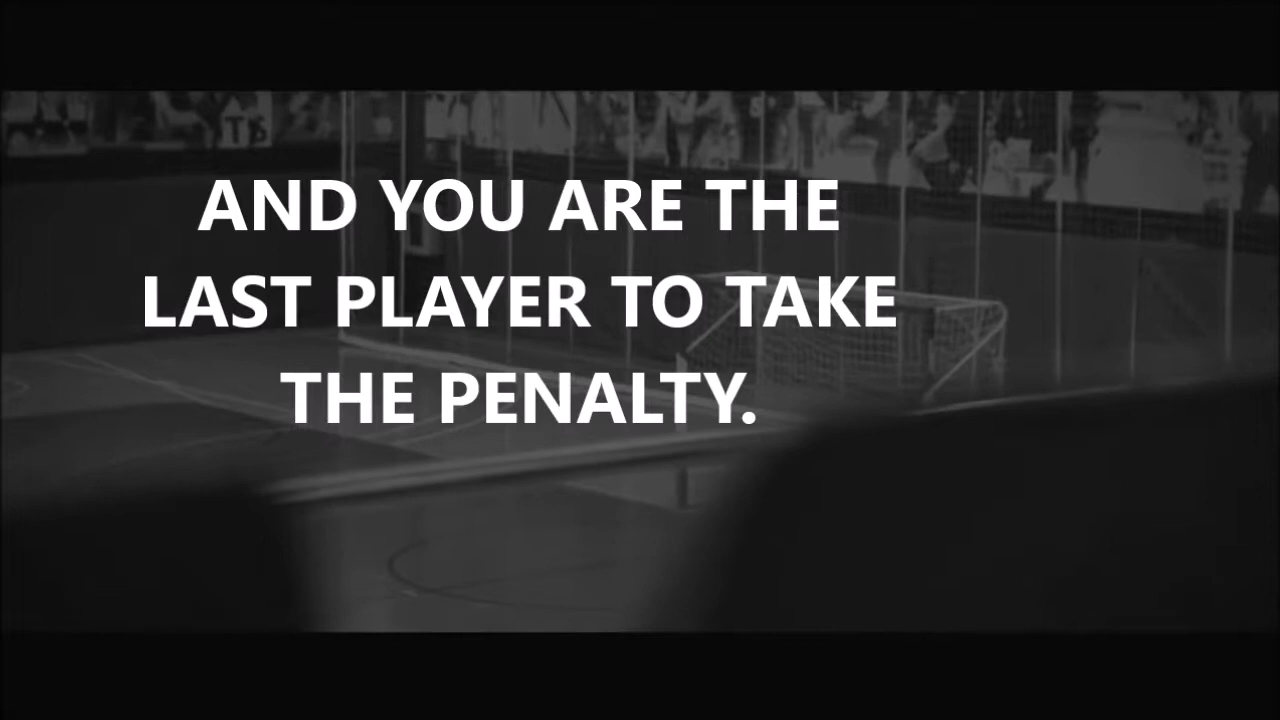 AND YOU ARE THE
LAST PLAYER TO TAKE
THE PENALTY.